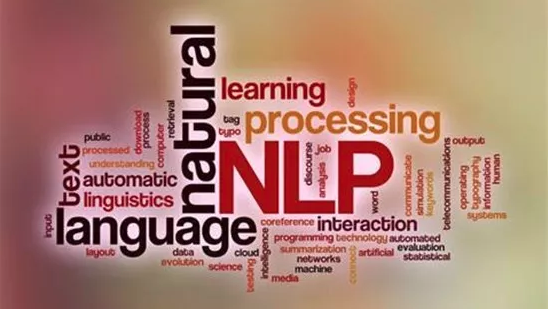 natural
learning
design
tag
processing
typo
public
download
process
retrieval
processed
computer
understanding
text
automatic
linguistics
NLP
discourse
analysis
job
word
communicate
simulation
keywords
telecommunications
output
operating
typography
information
human
systems
input
language
coreference
interaction
layout
data
cloud
intelligence
programming technology automated
evolution
science
testing
summarization
connect
artificial
evaluation
statistical
networks
machine
media